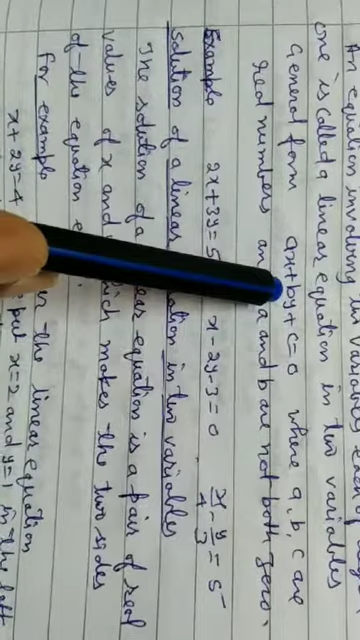 An equation involving two variables each of degree
one is called a linear equation in two variables
General form ax+by+c=0 where a, b, c are
real numbers and a and b are not both zero.
Example 2x+3y=5 x-2y-3=0 x/4 - y/3 = 5
Solution of a linear equation in two variables
The solution of a linear equation is a pair of real
values of x and which makes the two sides
of the equation
for example in the linear equation
x+2y=4 put x=2 and y=1 in the left